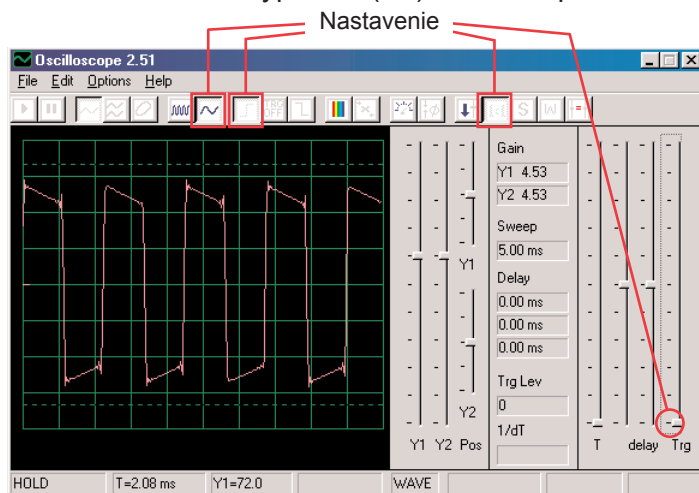 Nastavenie
Oscilloscope 2.51
File Edit Options Help
TRG OFF
S
Gain
Y1 4.53
Y2 4.53
Sweep
5.00 ms
Y1
Delay
0.00 ms
0.00 ms
0.00 ms
Trg Lev
0
Y2
1/dT
Y1 Y2 Pos
T delay Trg
HOLD T=2.08 ms Y1=72.0 WAVE